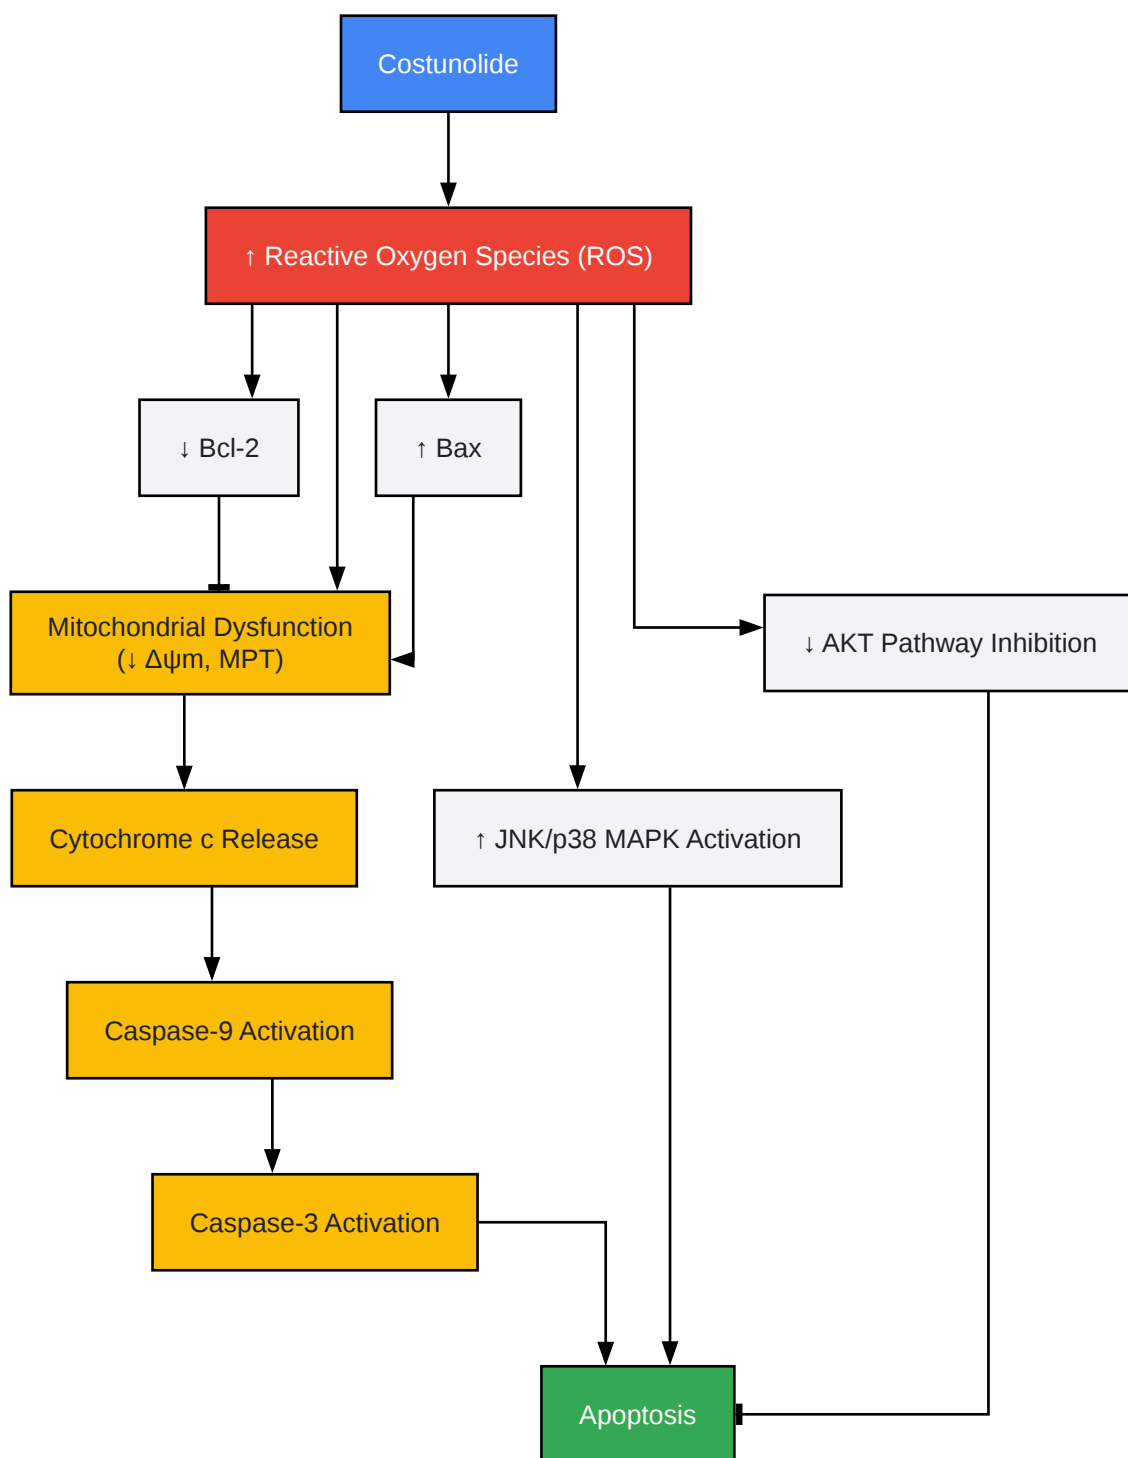 Costunolide
↑ Reactive Oxygen Species (ROS)
↓ Bcl-2
↑ Bax
Mitochondrial Dysfunction
(↓ Δψm, MPT)
↓ AKT Pathway Inhibition
Cytochrome c Release
↑ JNK/p38 MAPK Activation
Caspase-9 Activation
Caspase-3 Activation
Apoptosis